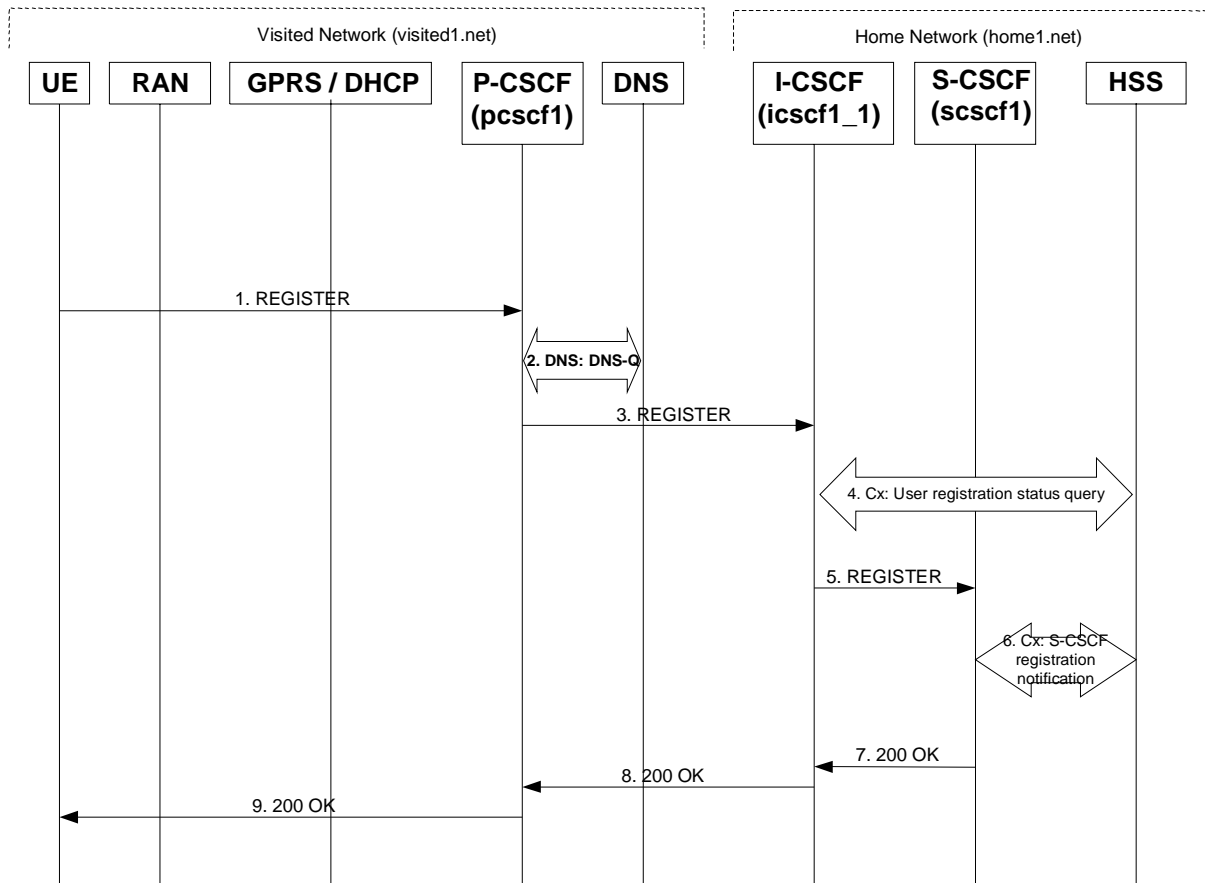 Visited Network (visited1.net)
Home Network (home1.net)
UE
RAN
GPRS / DHCP
P-CSCF
(pcscf1)
DNS
I-CSCF
(icscf1_1)
S-CSCF
(scscf1)
HSS
1. REGISTER
2. DNS: DNS-Q
3. REGISTER
4. Cx: User registration status query
5. REGISTER
6. Cx: S-CSCF
registration
notification
7. 200 OK
8. 200 OK
9. 200 OK